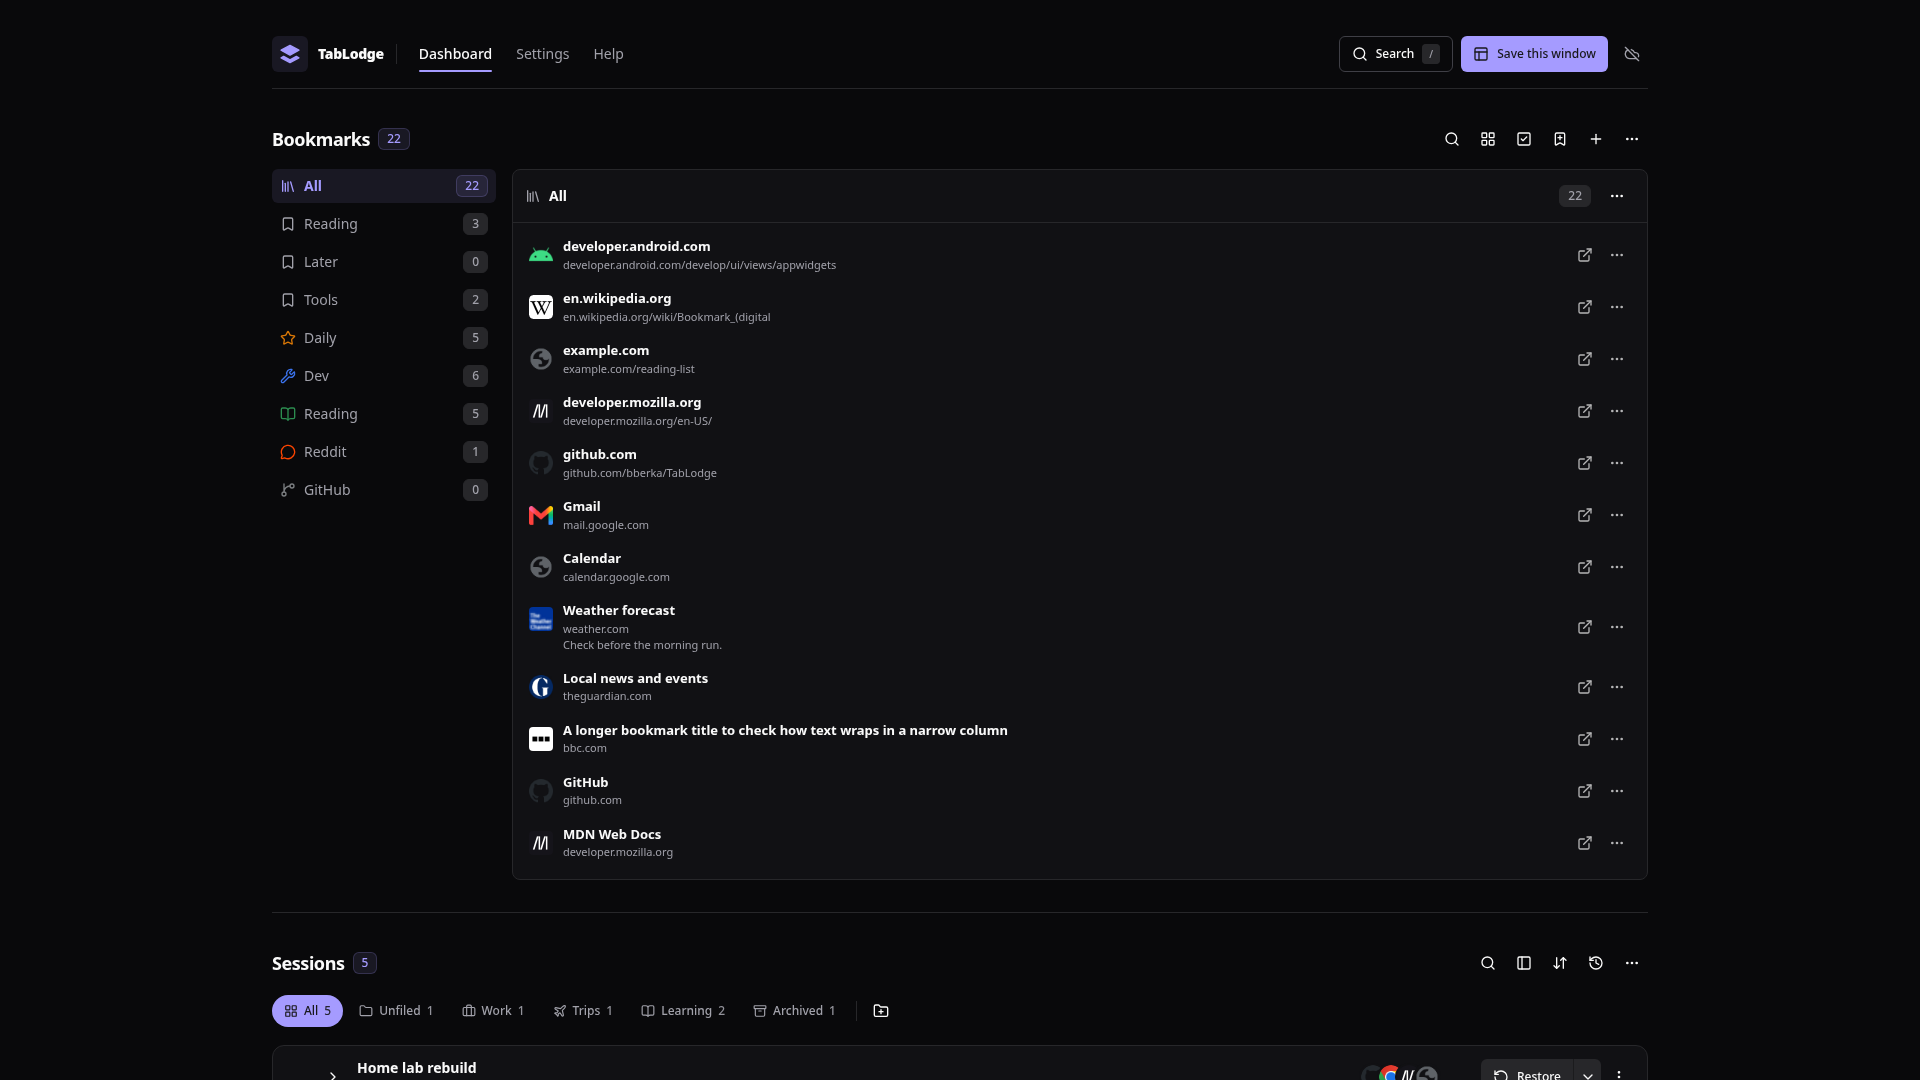 TabLodge
Dashboard
Settings
Help
Search /
Save this window
Bookmarks 22
All 22
Reading 3
Later 0
Tools 2
Daily 5
Dev 6
Reading 5
Reddit 1
GitHub 0
All 22
developer.android.com
developer.android.com/develop/ui/views/appwidgets
en.wikipedia.org
en.wikipedia.org/wiki/Bookmark_(digital
example.com
example.com/reading-list
developer.mozilla.org
developer.mozilla.org/en-US/
github.com
github.com/bberka/TabLodge
Gmail
mail.google.com
Calendar
calendar.google.com
The Weather Channel
Weather forecast
weather.com
Check before the morning run.
Local news and events
theguardian.com
A longer bookmark title to check how text wraps in a narrow column
bbc.com
GitHub
github.com
MDN Web Docs
developer.mozilla.org
Sessions 5
All 5
Unfiled 1
Work 1
Trips 1
Learning 2
Archived 1
Home lab rebuild
Restore